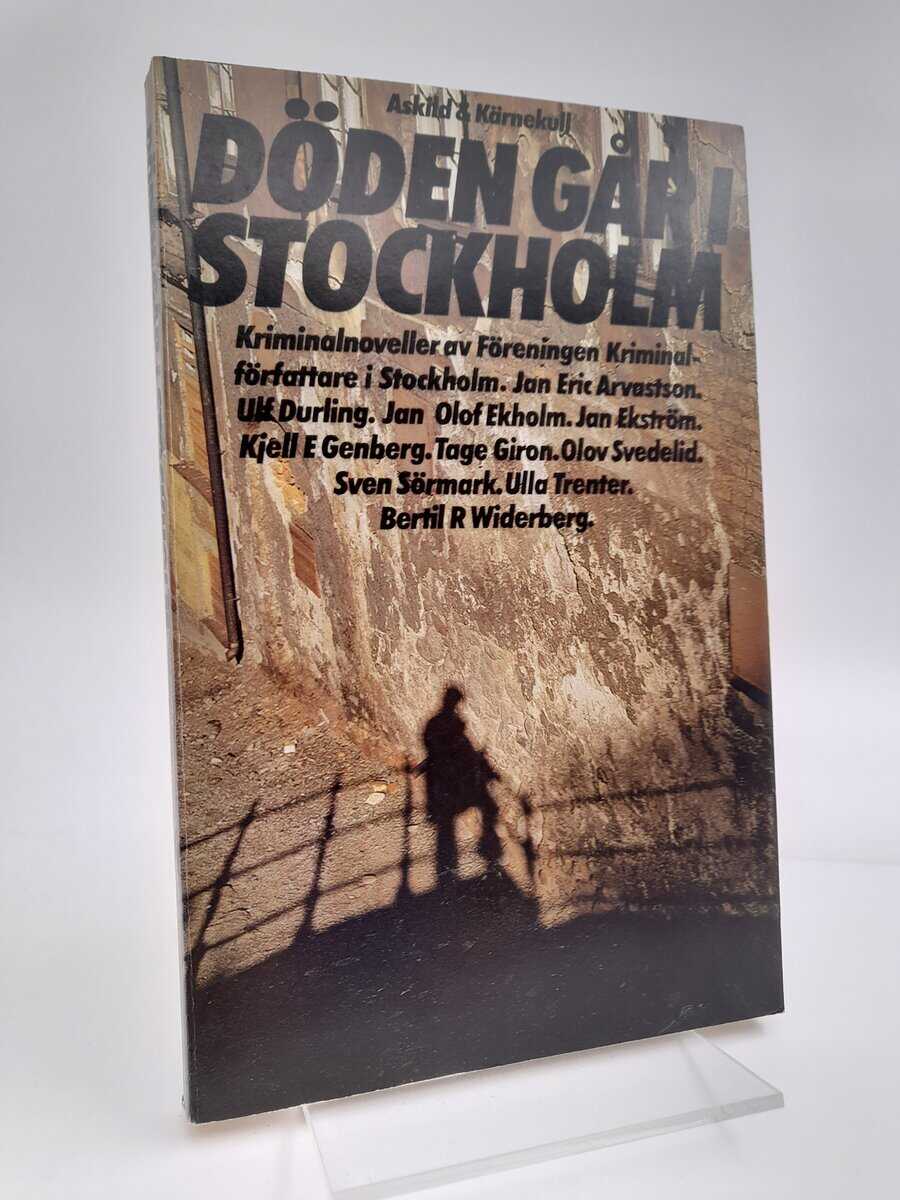 Askild & Kärnekull
DÖDEN GÅR I
STOCKHOLM
Kriminalnoveller av Föreningen Kriminal-
författare i Stockholm. Jan Eric Arvastson.
Ulf Durling. Jan Olof Ekholm. Jan Ekström.
Kjell E Genberg. Tage Giron. Olov Svedelid.
Sven Sörmark. Ulla Trenter.
Bertil R Widerberg.